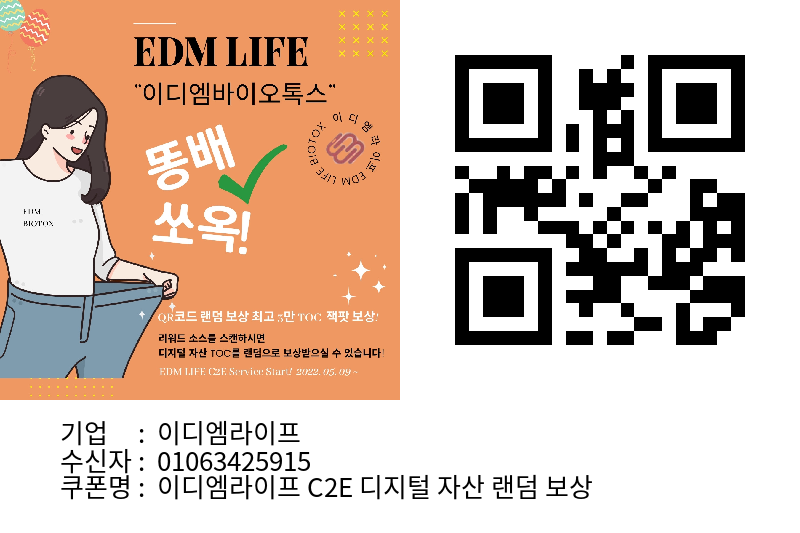 EDM LIFE
"이디엠바이오톡스"
똥배
쏘옥!
이디엠라이프 EDM LIFE BIOTOX
EDM
BIOTOX
QR코드 랜덤 보상 최고 5만 TOC 잭팟 보상!
리워드 소스를 스캔하시면
디지털 자산 TOC를 랜덤으로 보상받으실 수 있습니다!
EDM LIFE C2E Service Start! 2022. 05. 09 ~
기업 : 이디엠라이프
수신자 : 01063425915
쿠폰명 : 이디엠라이프 C2E 디지털 자산 랜덤 보상